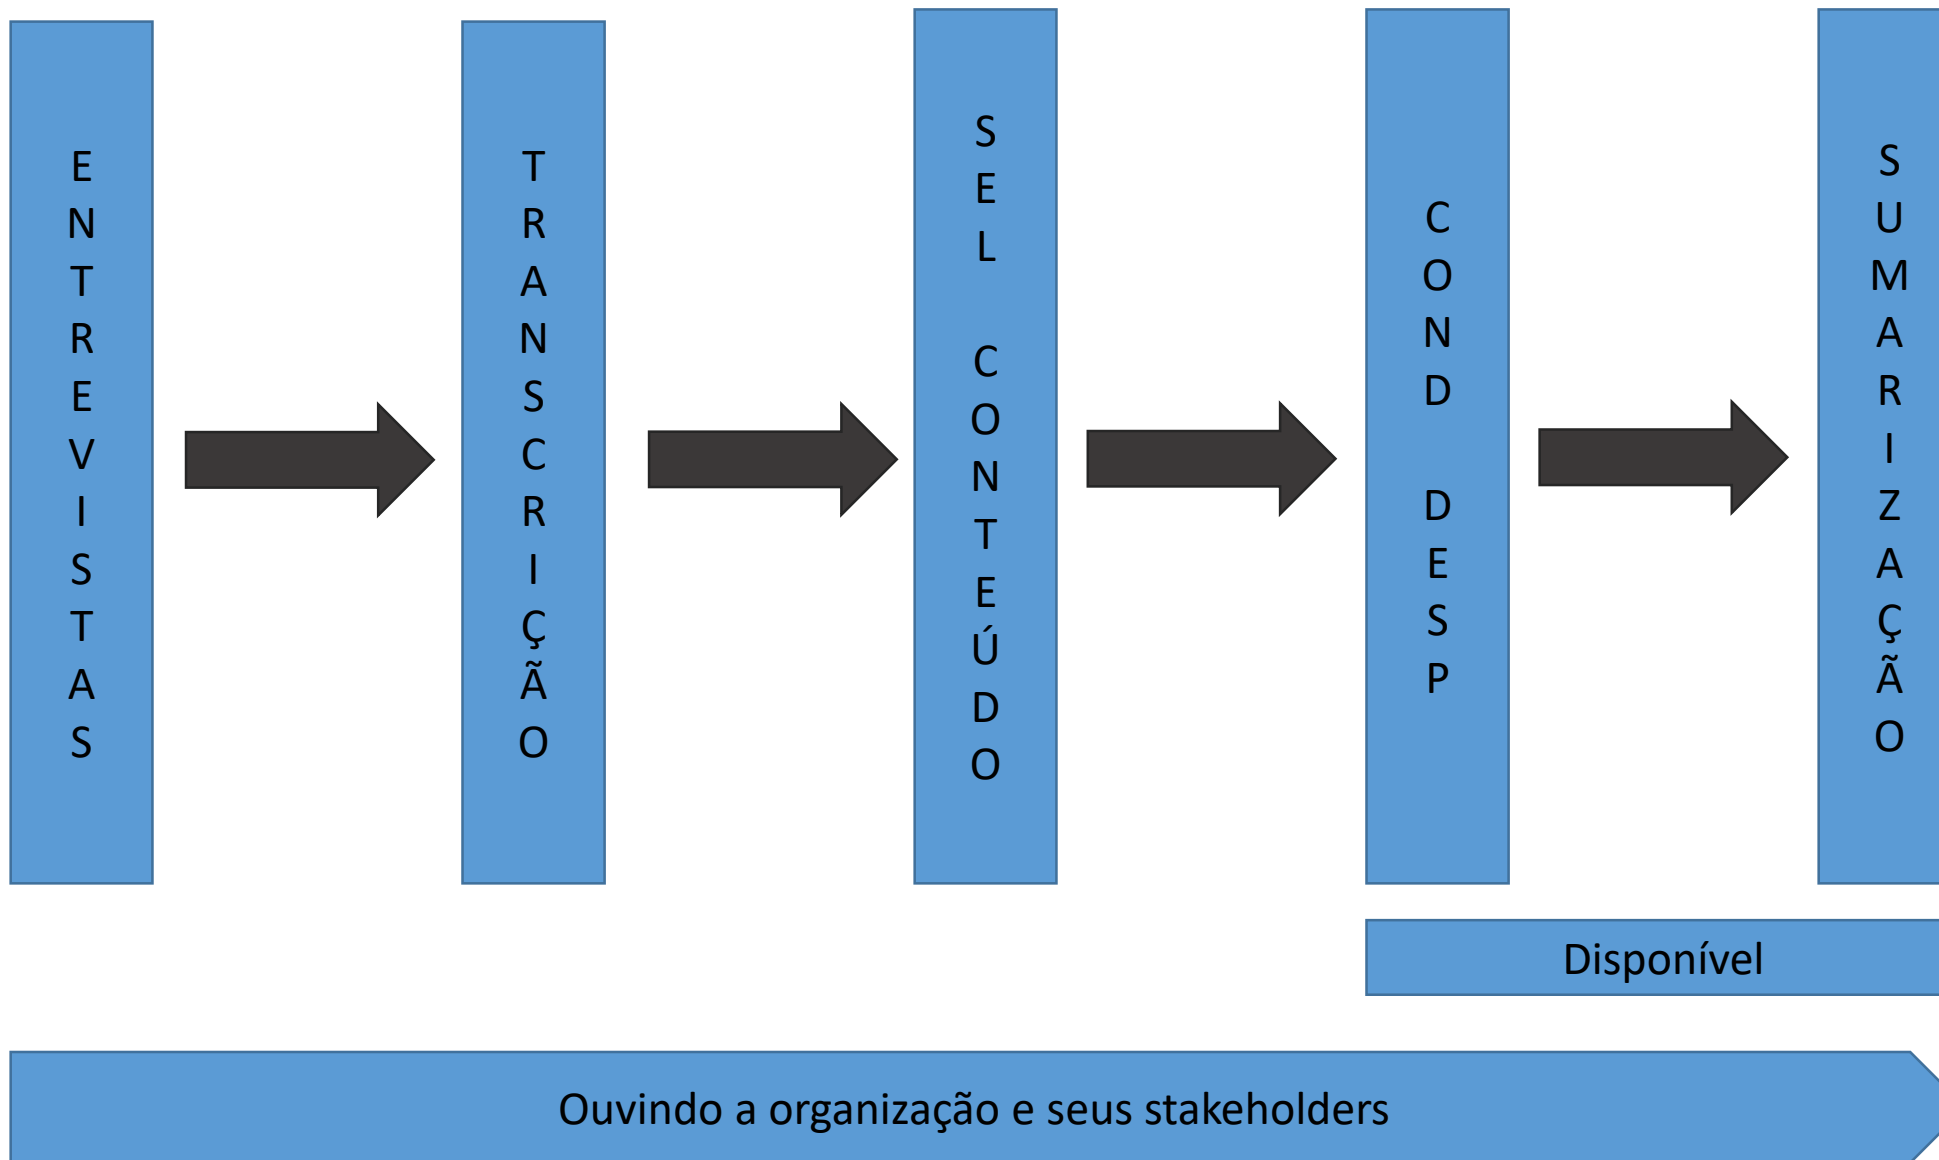 ENTREVISTAS
TRANSCRIÇÃO
SEL CONTEÚDO
COND DESP
SUMARIZAÇÃO
Disponível
Ouvindo a organização e seus stakeholders